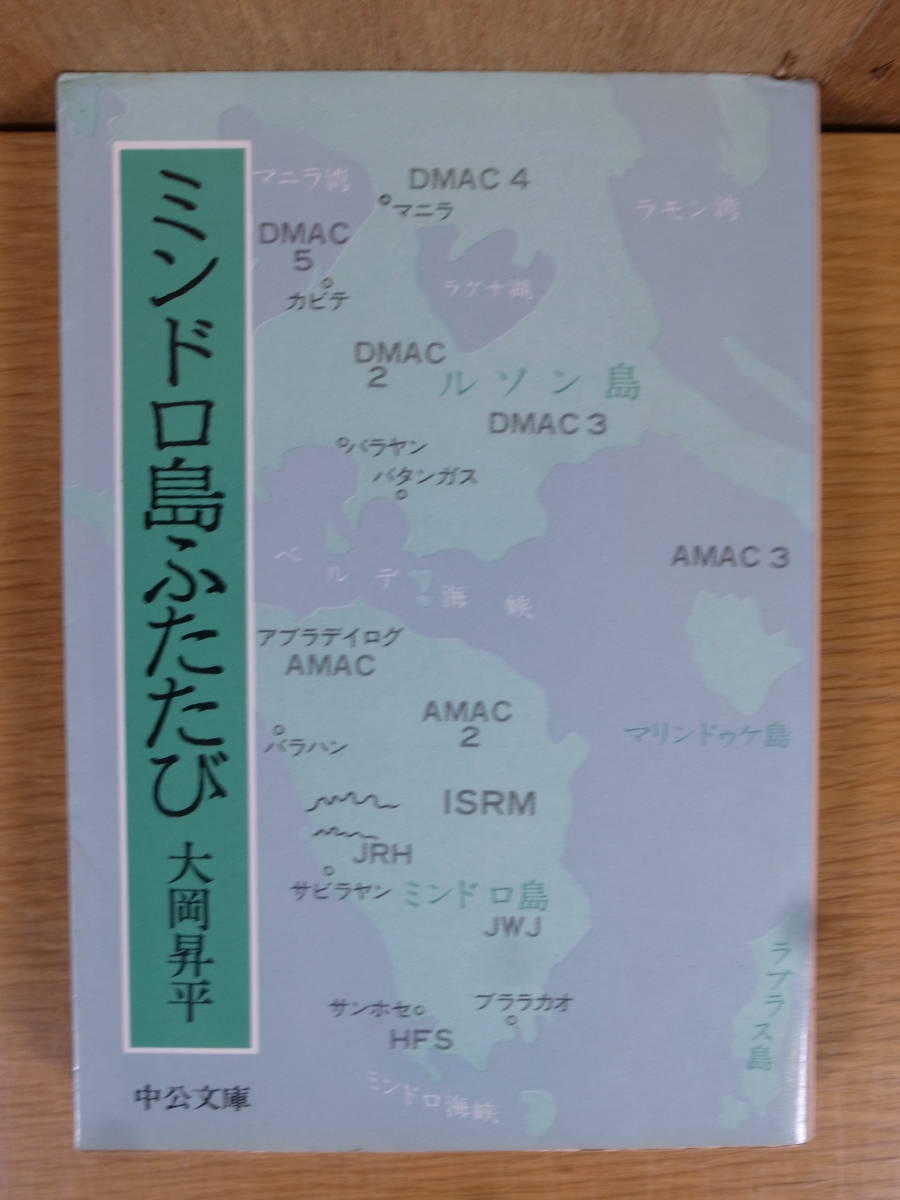 ミンドロ島ふたたび
大岡昇平
中公文庫
マニラ湾
DMAC 4
マニラ
ラモン湾
DMAC
5
カビテ
ラグナ湖
DMAC
2
ルソン島
DMAC 3
バラヤン
バタンガス
AMAC 3
ベルデ海峡
アブラデイログ
AMAC
AMAC
2
マリンドゥケ島
パラハン
ISRM
JRH
サビラヤン
ミンドロ島
JWJ
サンホセ
ブララカオ
HFS
ラブラス島
ミンドロ海峡